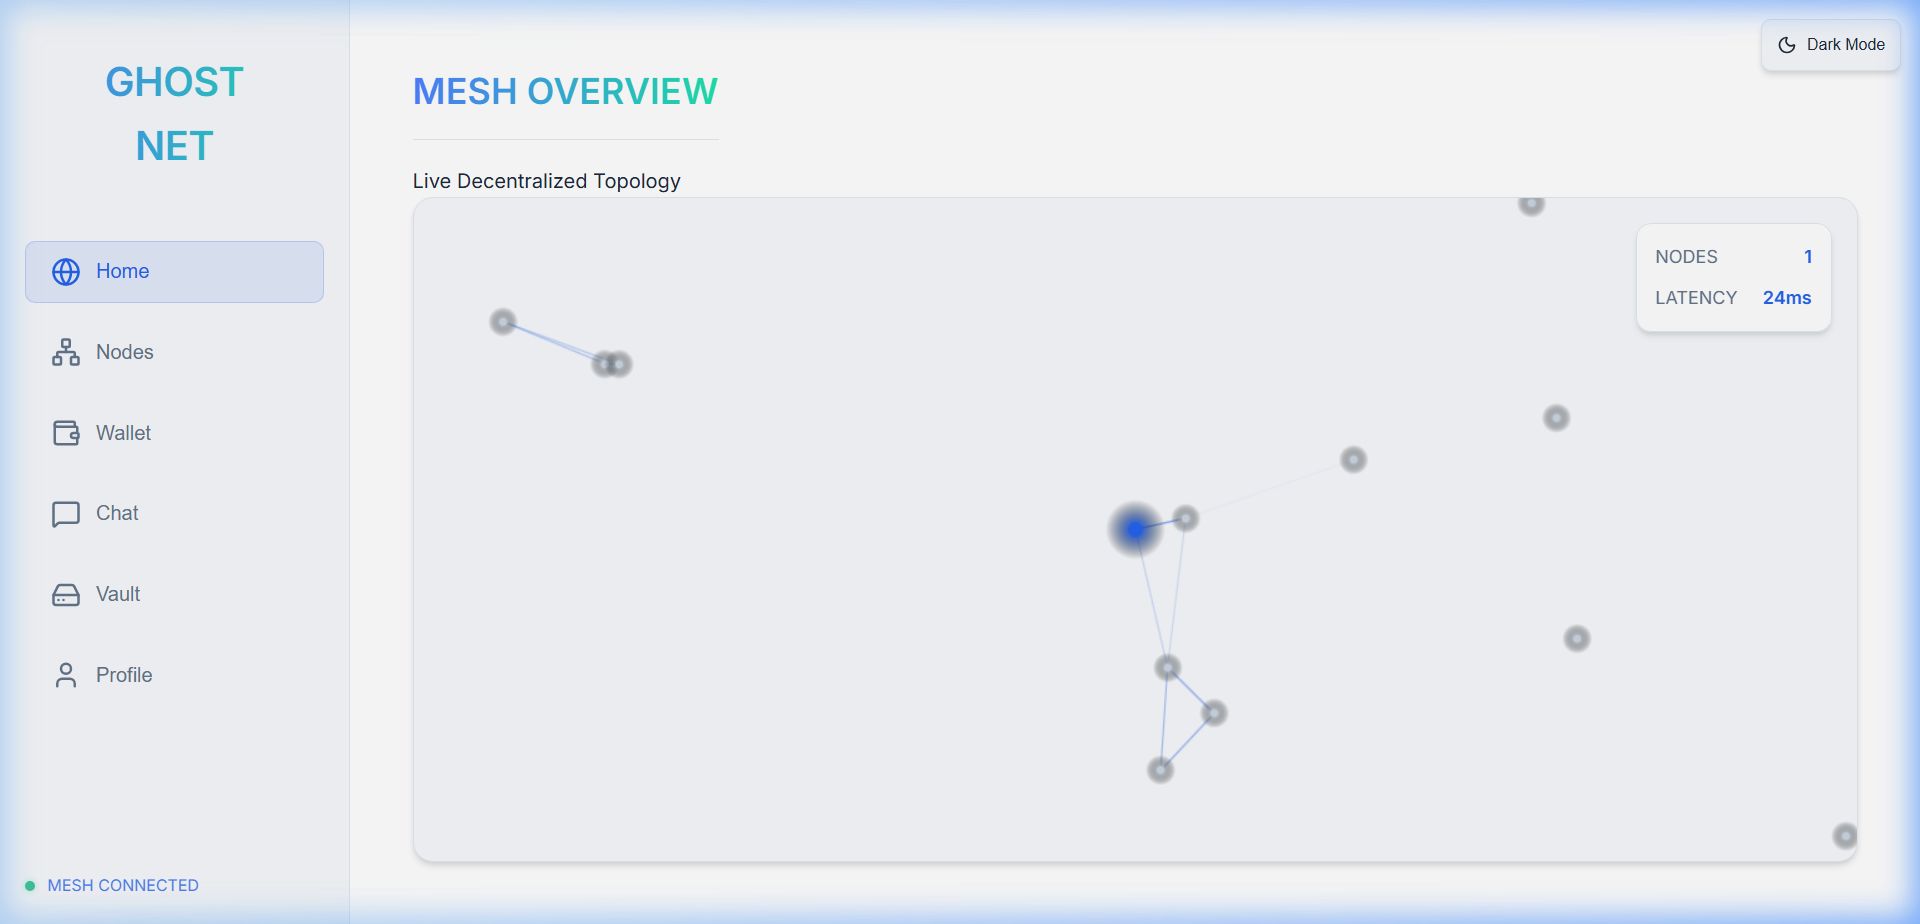 GHOST
NET
Home
Nodes
Wallet
Chat
Vault
Profile
MESH CONNECTED
Dark Mode
MESH OVERVIEW
Live Decentralized Topology
NODES 1
LATENCY 24ms